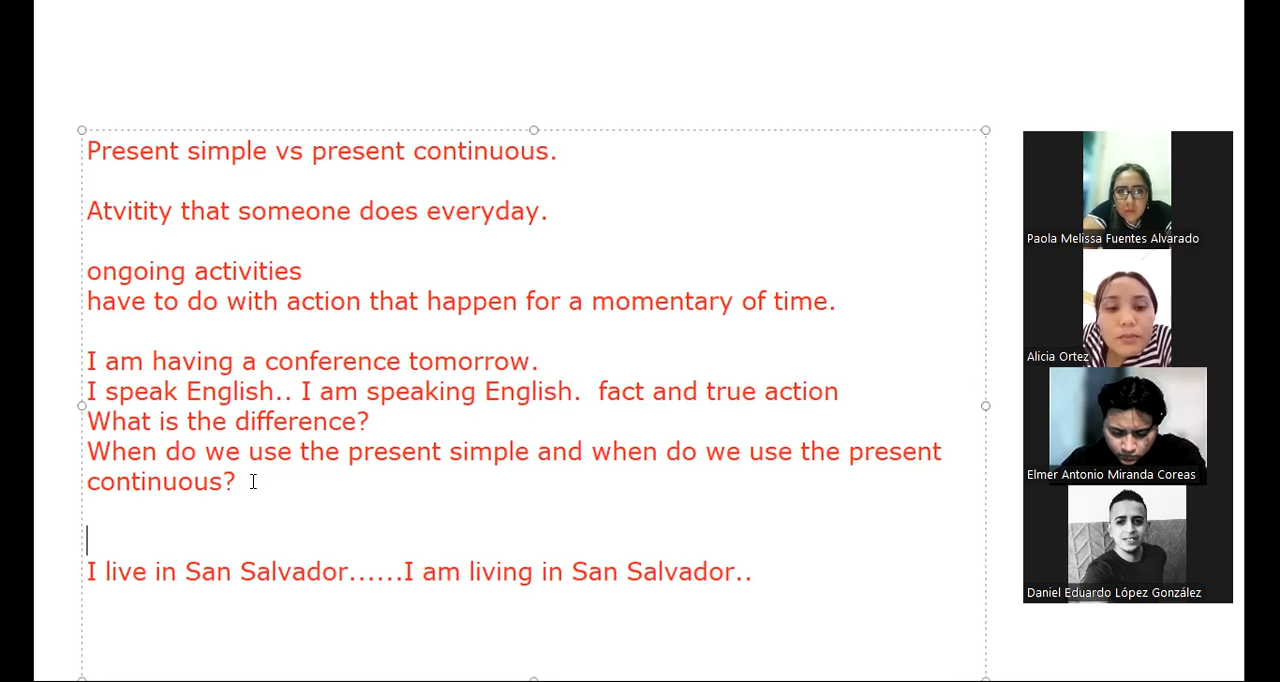 Present simple vs present continuous.
Atvitity that someone does everyday.
ongoing activities
have to do with action that happen for a momentary of time.
I am having a conference tomorrow.
I speak English.. I am speaking English.  fact and true action
What is the difference?
When do we use the present simple and when do we use the present
continuous?
I live in San Salvador......I am living in San Salvador..
Paola Melissa Fuentes Alvarado
Alicia Ortez
Elmer Antonio Miranda Coreas
Daniel Eduardo López González